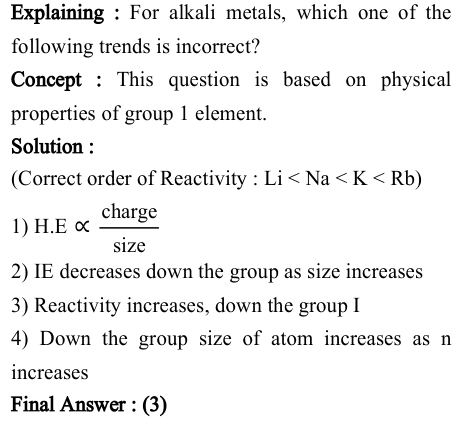 Explaining : For alkali metals, which one of the
following trends is incorrect?
Concept : This question is based on physical
properties of group 1 element.
Solution :
(Correct order of Reactivity : Li < Na < K < Rb)
1) H.E ∝ charge / size
2) IE decreases down the group as size increases
3) Reactivity increases, down the group I
4) Down the group size of atom increases as n
increases
Final Answer : (3)